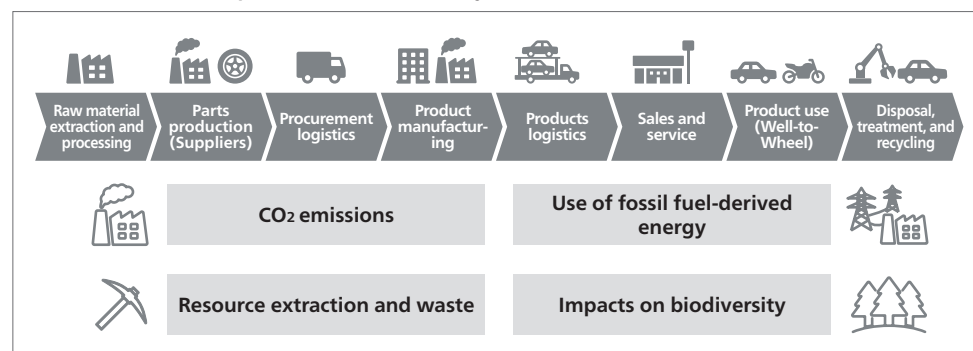 Raw material
extraction and
processing
Parts
production
(Suppliers)
Procurement
logistics
Product
manufactur-
ing
Products
logistics
Sales and
service
Product use
(Well-to-
Wheel)
Disposal,
treatment, and
recycling
CO2 emissions
Use of fossil fuel-derived
energy
Resource extraction and waste
Impacts on biodiversity